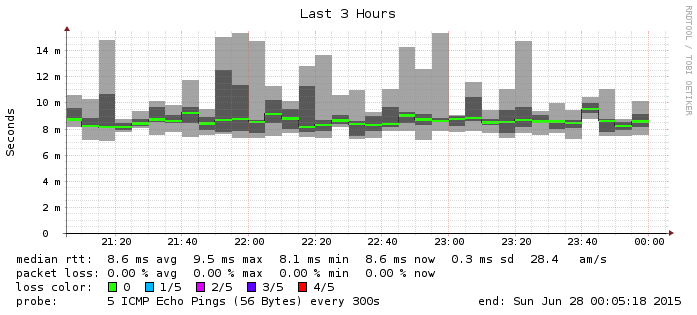 Last 3 Hours
RRDTOOL / TOBI OETIKER
Seconds
14 m
12 m
10 m
8 m
6 m
4 m
2 m
0
21:20 21:40 22:00 22:20 22:40 23:00 23:20 23:40 00:00
median rtt: 8.6 ms avg 9.5 ms max 8.1 ms min 8.6 ms now 0.3 ms sd 28.4 am/s
packet loss: 0.00 % avg 0.00 % max 0.00 % min 0.00 % now
loss color: 0 1/5 2/5 3/5 4/5
probe: 5 ICMP Echo Pings (56 Bytes) every 300s end: Sun Jun 28 00:05:18 2015